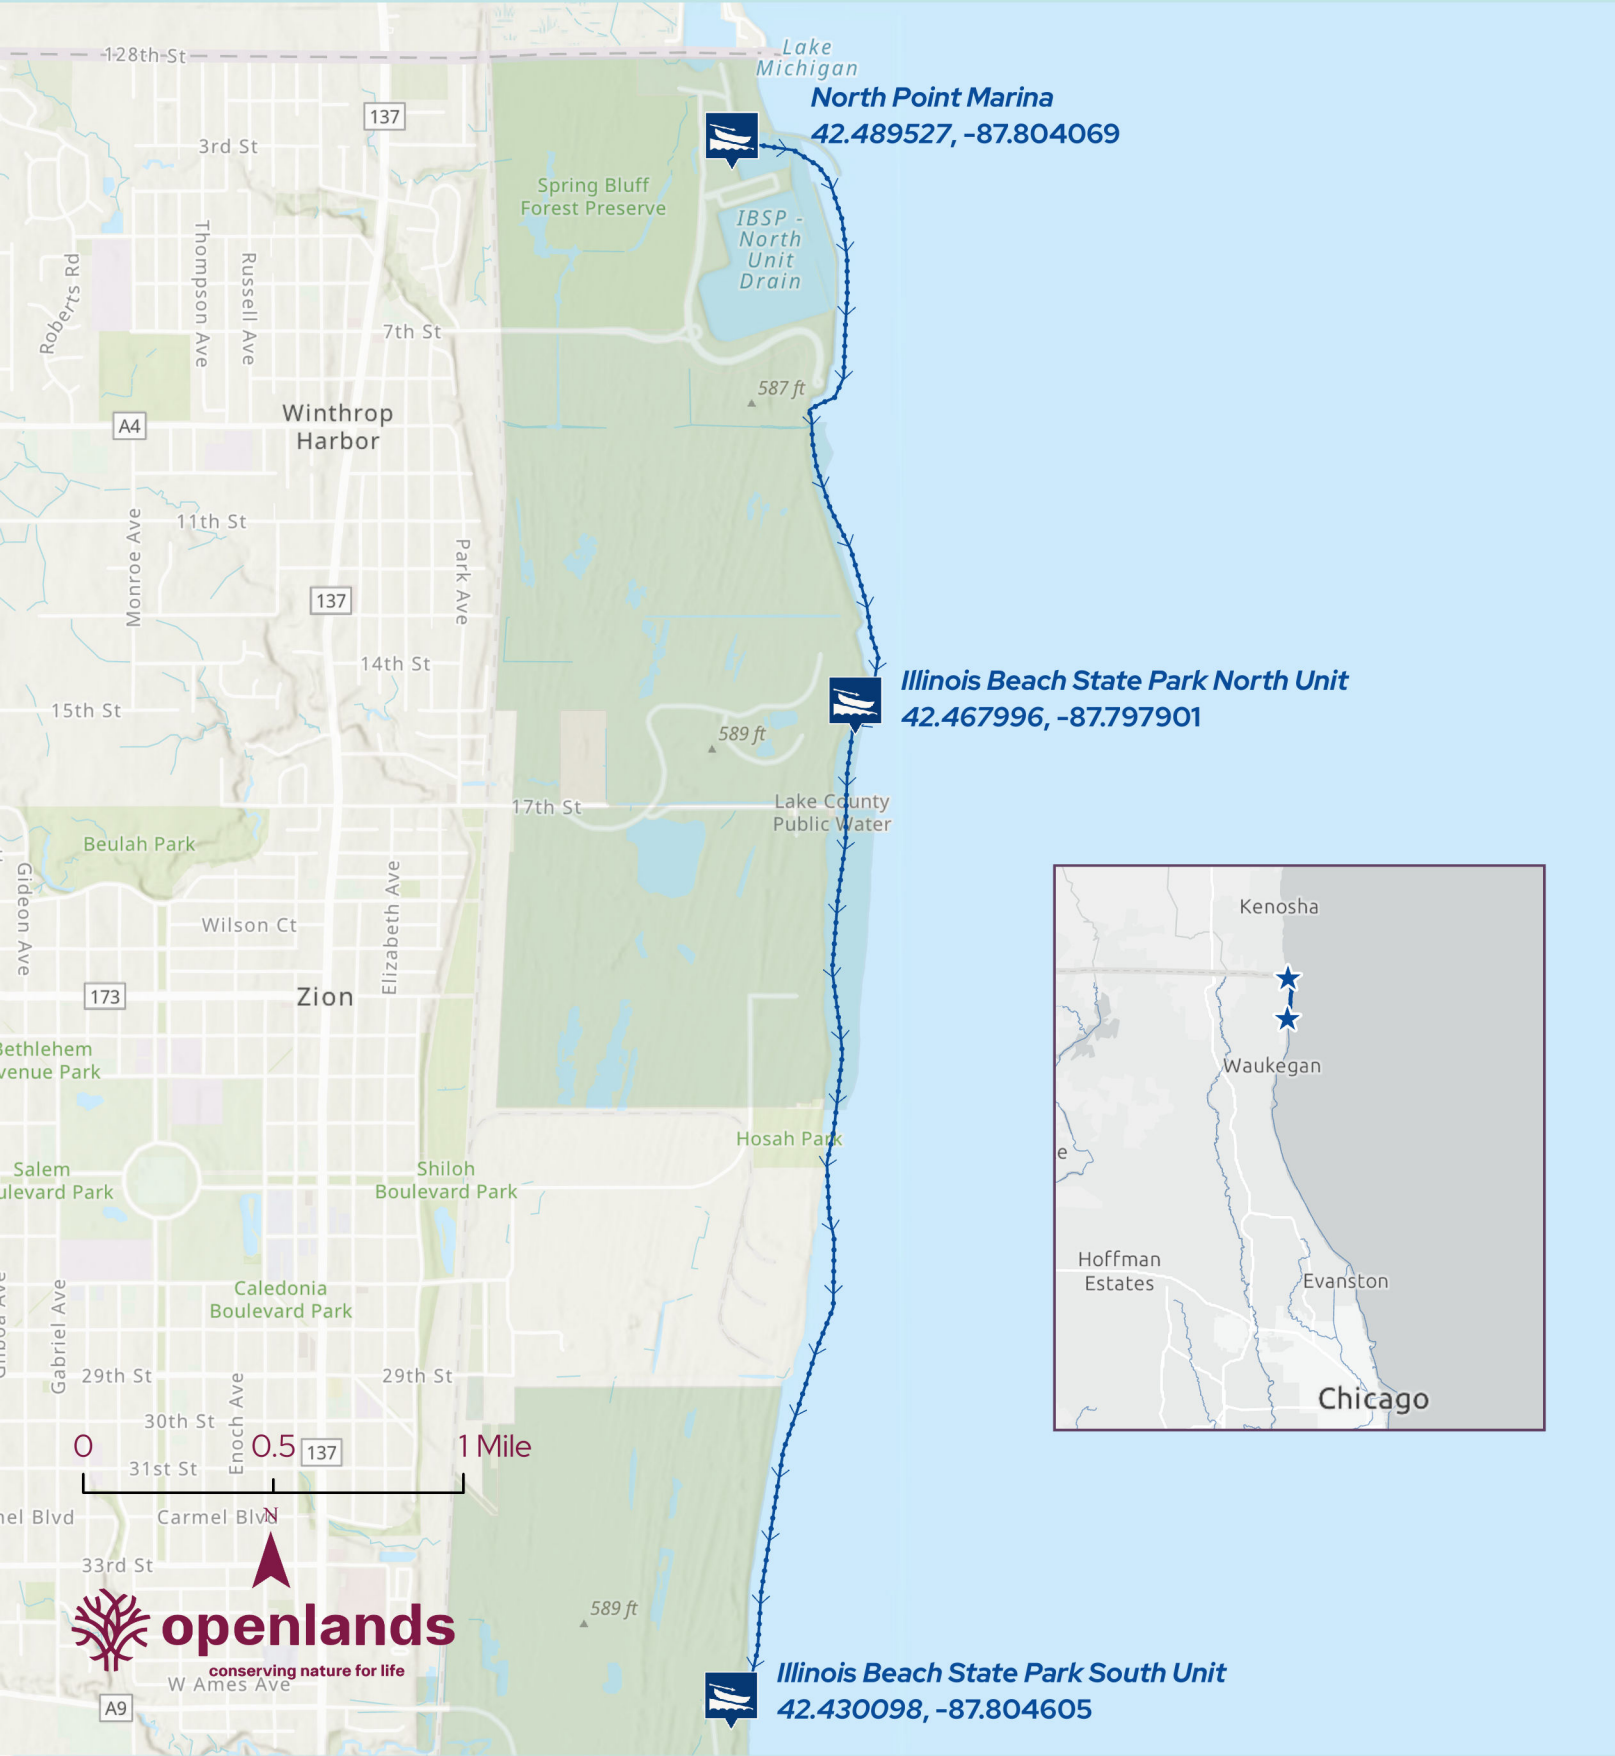 128th St
Lake
Michigan
North Point Marina
42.489527, -87.804069
137
3rd St
Spring Bluff
Forest Preserve
IBSP -
North
Unit
Drain
Roberts Rd
Thompson Ave
Russell Ave
7th St
587 ft
A4
Winthrop
Harbor
11th St
Monroe Ave
Park Ave
137
14th St
15th St
Illinois Beach State Park North Unit
42.467996, -87.797901
589 ft
17th St
Lake County
Public Water
Beulah Park
Gideon Ave
Elizabeth Ave
Wilson Ct
173
Zion
Kenosha
Waukegan
e
Hoffman
Estates
Evanston
Chicago
Bethlehem
venue Park
Hosah Park
Salem
ulevard Park
Shiloh
Boulevard Park
Caledonia
Boulevard Park
Gabriel Ave
29th St
29th St
Enoch Ave
30th St
0 0.5 1 Mile
137
31st St
nel Blvd
Carmel Blvd
N
33rd St
589 ft
openlands
conserving nature for life
W Ames Ave
A9
Illinois Beach State Park South Unit
42.430098, -87.804605